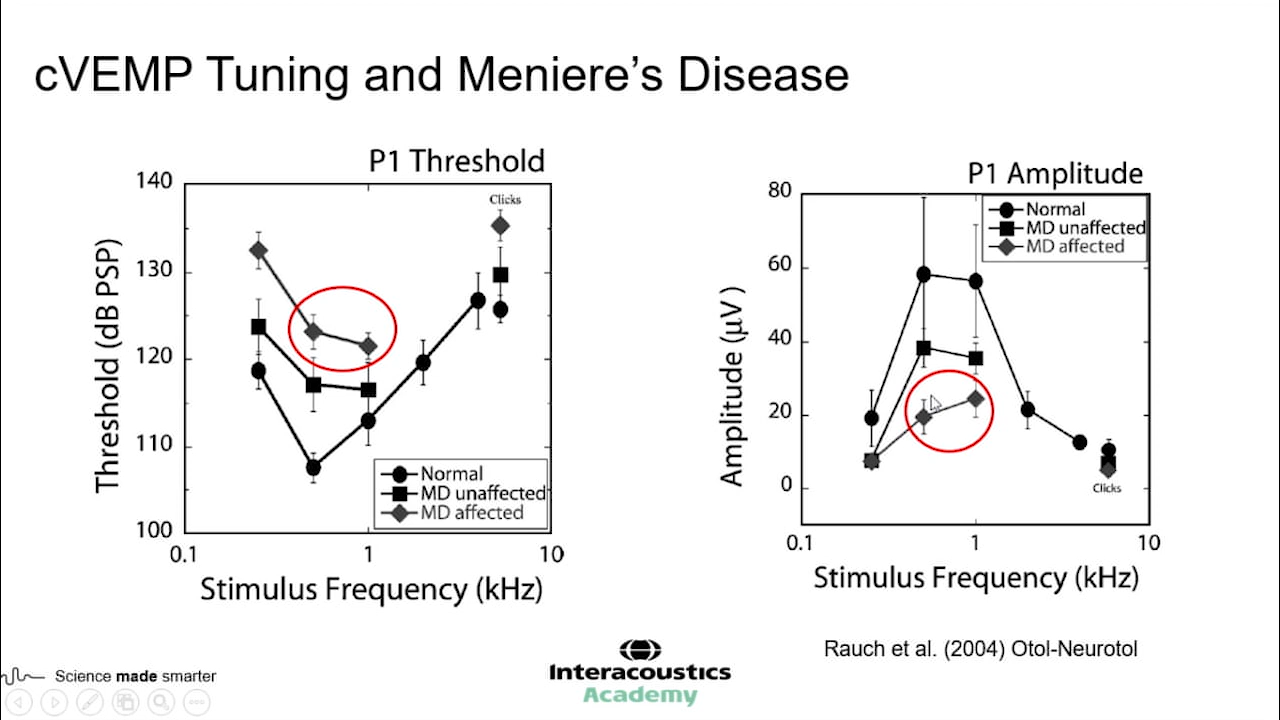 cVEMP Tuning and Meniere's Disease
P1 Threshold
140
130
120
110
100
Threshold (dB PSP)
Clicks
Normal
MD unaffected
MD affected
0.1 1 10
Stimulus Frequency (kHz)
P1 Amplitude
80
60
40
20
0
Amplitude (µV )
Normal
MD unaffected
MD affected
Clicks
0.1 1 10
Stimulus Frequency (kHz)
Rauch et al. (2004) Otol-Neurotol
Science made smarter
Interacoustics
Academy